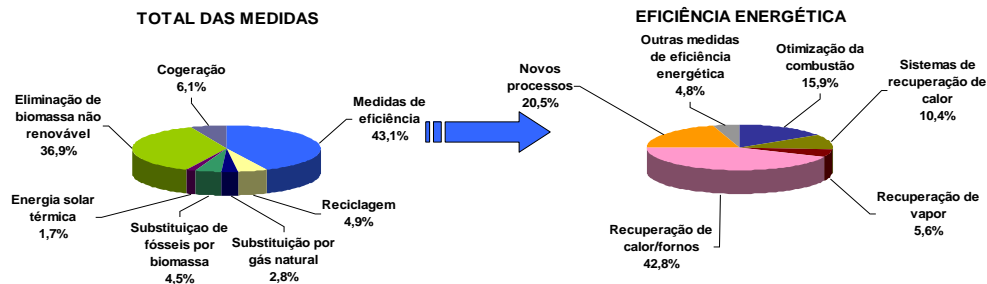 TOTAL DAS MEDIDAS
Cogeração
6,1%
Eliminação de
biomassa não
renovável
36,9%
Medidas de
eficiência
43,1%
Energia solar
térmica
1,7%
Substituiçao de
fósseis por
biomassa
4,5%
Substituição por
gás natural
2,8%
Reciclagem
4,9%
EFICIÊNCIA ENERGÉTICA
Novos
processos
20,5%
Outras medidas
de eficiência
energética
4,8%
Otimização da
combustão
15,9%
Sistemas de
recuperação de
calor
10,4%
Recuperação de
vapor
5,6%
Recuperação de
calor/fornos
42,8%